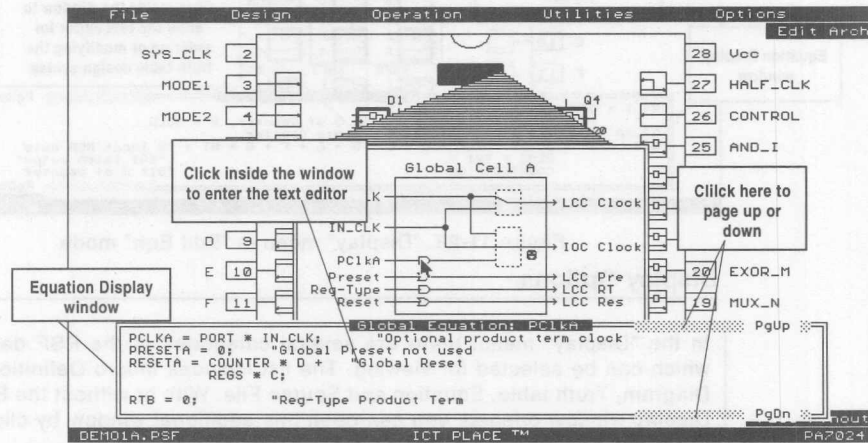 File Design Operation Utilities Options
Edit Arch
SYS_CLK 2
MODE1 3
MODE2 4
D1
Q4
28 Vcc
27 HALF_CLK
26 CONTROL
25 AND_I
Click inside the window
to enter the text editor
Global Cell A
K
LCC Clock
IN_CLK
IOC Clock
PClkA
Preset LCC Pre
Reg-Type LCC RT
Reset LCC Res
Cliick here to
page up or
down
D 9
E 10
F 11
20 EXOR_M
19 MUX_N
Equation Display
window
Global Equation: PClkA
PCLKA = PORT * IN_CLK; "Optional product term clock
PRESETA = 0; "Global Preset not used
RESETA = COUNTER * D "Global Reset
+ REGS * C;
RTB = 0; "Reg-Type Product Term
PgUp
PgDn
nout
DEMO1A.PSF ICT PLACE ™ PA7024